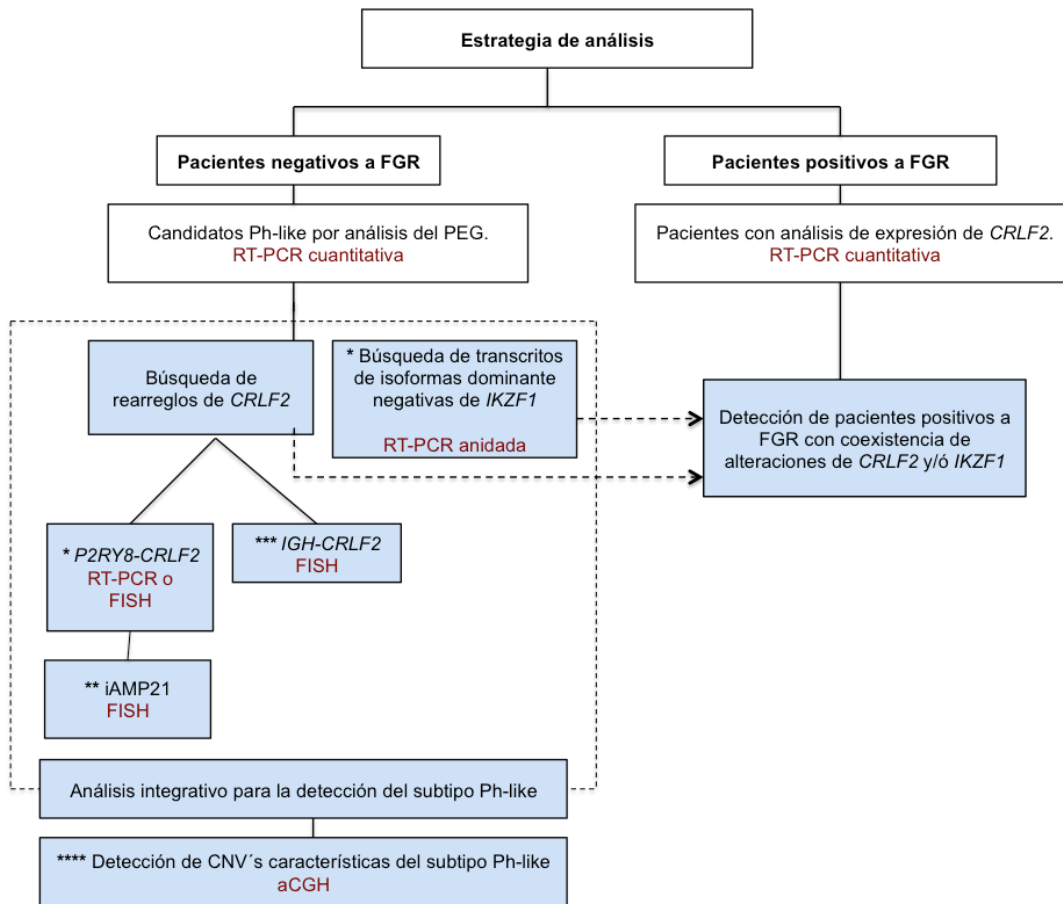 Estrategia de análisis
Pacientes negativos a FGR
Pacientes positivos a FGR
Candidatos Ph-like por análisis del PEG.
RT-PCR cuantitativa
Pacientes con análisis de expresión de CRLF2.
RT-PCR cuantitativa
Búsqueda de
rearreglos de CRLF2
* Búsqueda de transcritos
de isoformas dominante
negativas de IKZF1
RT-PCR anidada
Detección de pacientes positivos a
FGR con coexistencia de
alteraciones de CRLF2 y/ó IKZF1
* P2RY8-CRLF2
RT-PCR o
FISH
*** IGH-CRLF2
FISH
** iAMP21
FISH
Análisis integrativo para la detección del subtipo Ph-like
**** Detección de CNV´s características del subtipo Ph-like
aCGH